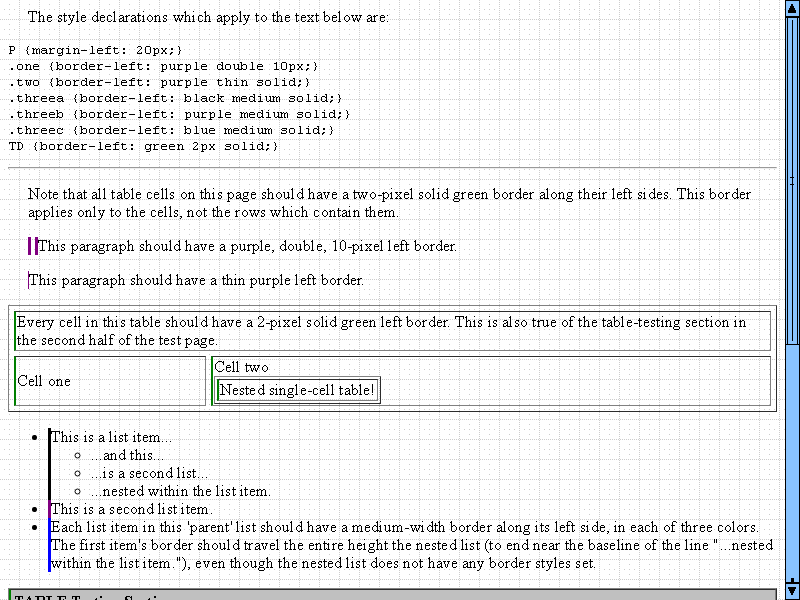 The style declarations which apply to the text below are:
P {margin-left: 20px;}
.one {border-left: purple double 10px;}
.two {border-left: purple thin solid;}
.threea {border-left: black medium solid;}
.threeb {border-left: purple medium solid;}
.threec {border-left: blue medium solid;}
TD {border-left: green 2px solid;}
Note that all table cells on this page should have a two-pixel solid green border along their left sides. This border
applies only to the cells, not the rows which contain them.
This paragraph should have a purple, double, 10-pixel left border.
This paragraph should have a thin purple left border.
Every cell in this table should have a 2-pixel solid green left border. This is also true of the table-testing section in
the second half of the test page.
Cell one
Cell two
Nested single-cell table!
This is a list item...
...and this...
...is a second list...
...nested within the list item.
This is a second list item.
Each list item in this 'parent' list should have a medium-width border along its left side, in each of three colors.
The first item's border should travel the entire height the nested list (to end near the baseline of the line "...nested
within the list item."), even though the nested list does not have any border styles set.
TABLE Testing Section